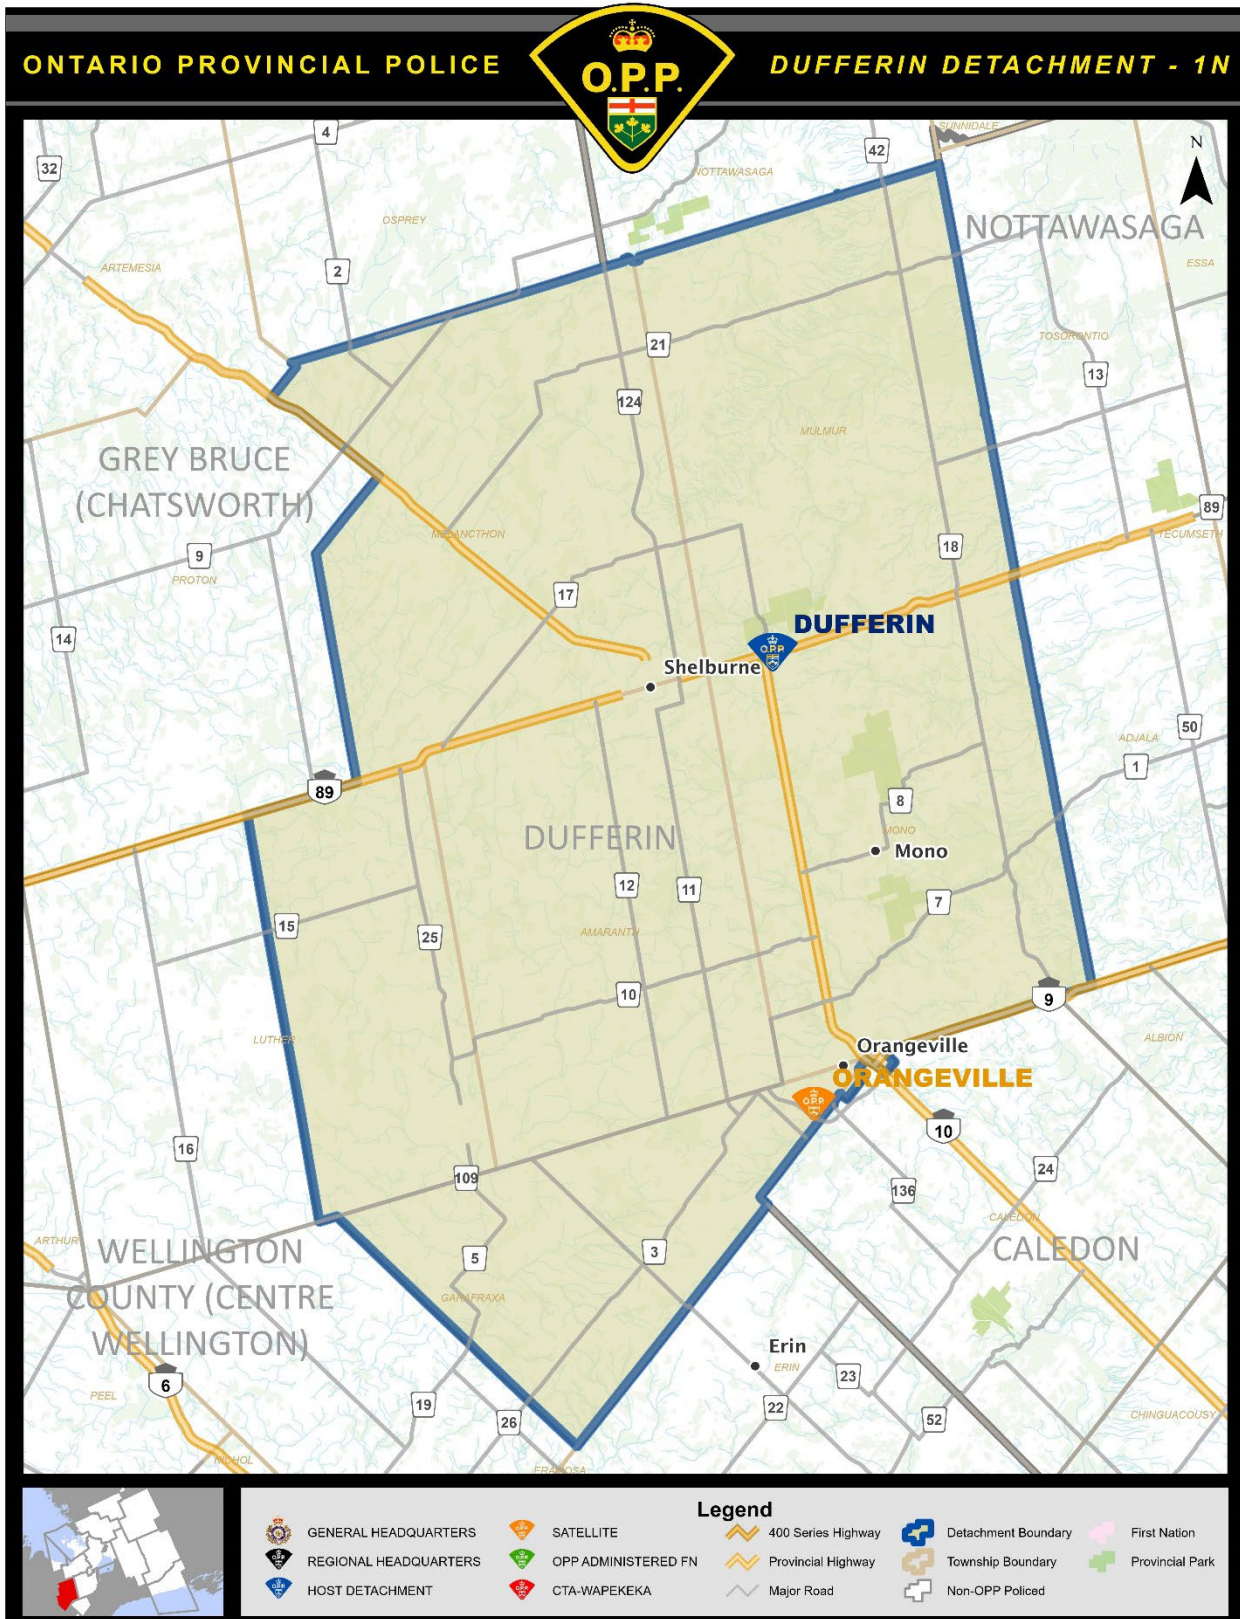 ONTARIO PROVINCIAL POLICE
O.P.P.
DUFFERIN DETACHMENT - 1N
SUNNIDALE
4
42
N
32
NOTTAWASAGA
OSPREY
NOTTAWASAGA
ESSA
ARTEMESIA
2
TOSORONTIO
21
13
124
MULMUR
GREY BRUCE
(CHATSWORTH)
89
MELANCTHON
TECUMSETH
18
9
PROTON
17
14
DUFFERIN
O.P.P.
Shelburne
50
ADJALA
1
89
8
DUFFERIN
MONO
Mono
12
11
7
15
25
AMARANTH
10
9
LUTHER
ALBION
Orangeville
ORANGEVILLE
O.P.P.
10
16
24
109
136
CALEDON
ARTHUR
WELLINGTON
COUNTY (CENTRE
WELLINGTON)
3
CALEDON
5
GARAFRAXA
Erin
ERIN
6
23
PEEL
19
22
26
52
CHINGUACOUSY
NICHOL
ERAMOSA
Legend
GENERAL HEADQUARTERS
SATELLITE
400 Series Highway
Detachment Boundary
First Nation
REGIONAL HEADQUARTERS
OPP ADMINISTERED FN
Provincial Highway
Township Boundary
Provincial Park
HOST DETACHMENT
CTA-WAPEKEKA
Major Road
Non-OPP Policed